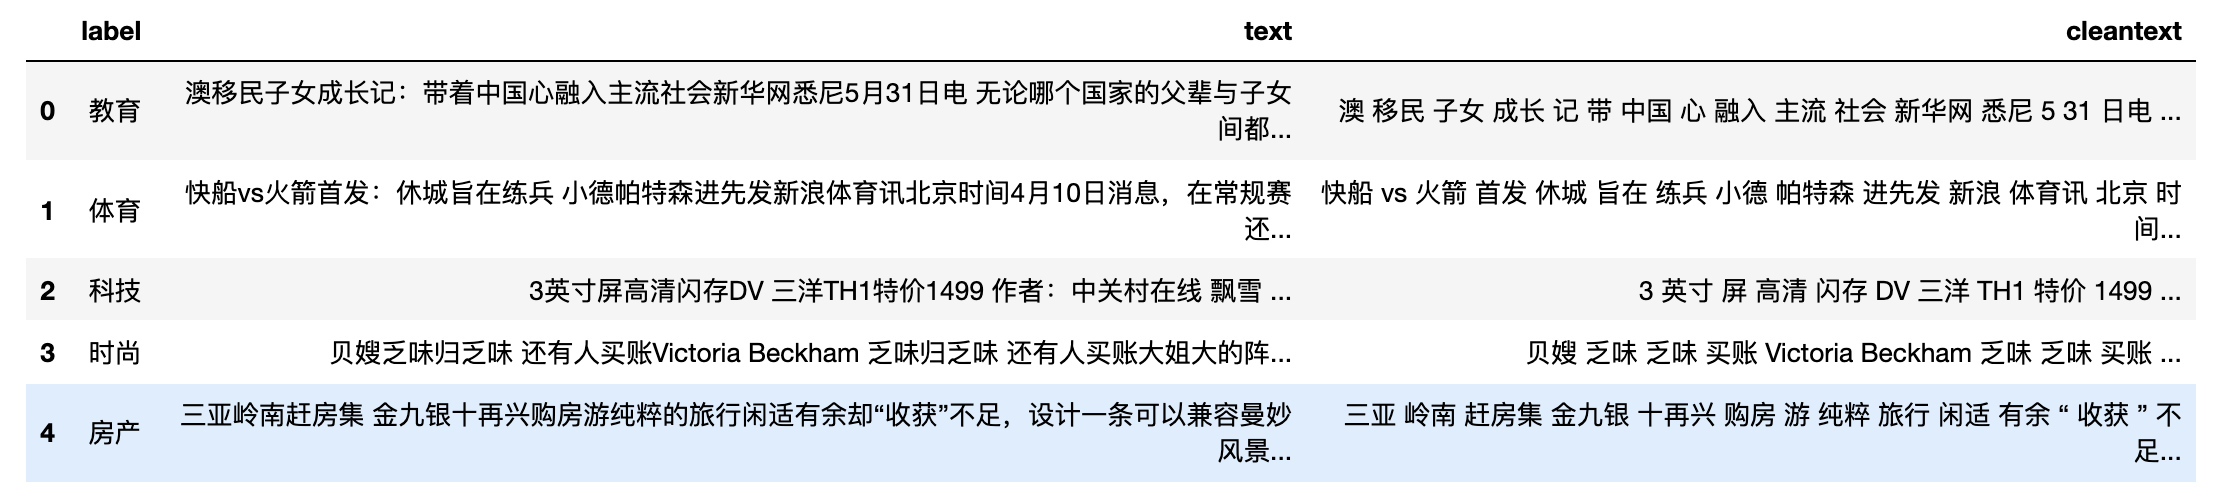 label text cleantext
0 教育 澳移民子女成长记：带着中国心融入主流社会新华网悉尼5月31日电 无论哪个国家的父辈与子女
间都... 澳 移民 子女 成长 记 带 中国 心 融入 主流 社会 新华网 悉尼 5 31 日电 ...
1 体育 快船vs火箭首发：休城旨在练兵 小德帕特森进先发新浪体育讯北京时间4月10日消息，在常规赛
还... 快船 vs 火箭 首发 休城 旨在 练兵 小德 帕特森 进先发 新浪 体育讯 北京 时
间...
2 科技 3英寸屏高清闪存DV 三洋TH1特价1499 作者：中关村在线 飘雪 ... 3 英寸 屏 高清 闪存 DV 三洋 TH1 特价 1499 ...
3 时尚 贝嫂乏味归乏味 还有人买账Victoria Beckham 乏味归乏味 还有人买账大姐大的阵... 贝嫂 乏味 乏味 买账 Victoria Beckham 乏味 乏味 买账 ...
4 房产 三亚岭南赶房集 金九银十再兴购房游纯粹的旅行闲适有余却“收获”不足，设计一条可以兼容曼妙
风景... 三亚 岭南 赶房集 金九银 十再兴 购房 游 纯粹 旅行 闲适 有余 “ 收获 ” 不
足...